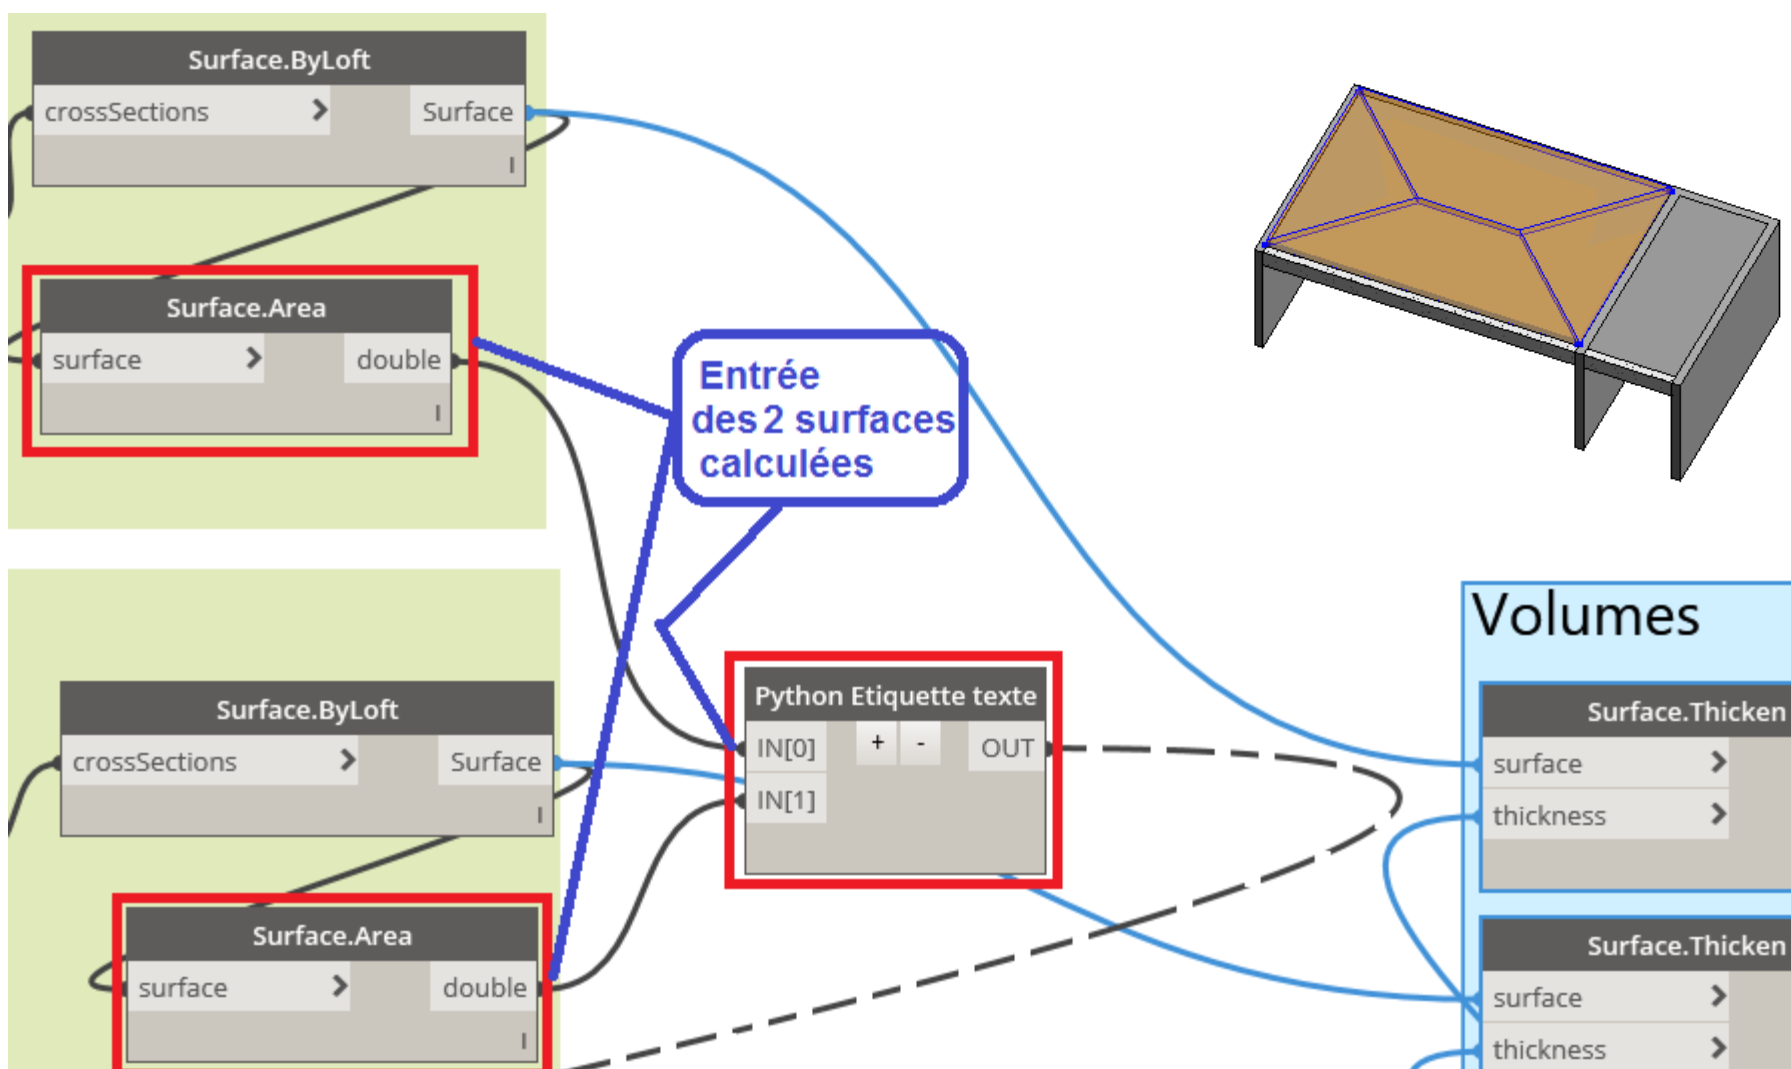 Surface.ByLoft
crossSections > Surface
l
Surface.Area
surface > double
l
Entrée
des 2 surfaces
calculées
Surface.ByLoft
crossSections > Surface
l
Surface.Area
surface > double
l
Python Etiquette texte
IN[0] + - OUT
IN[1]
Volumes
Surface.Thicken
surface >
thickness >
Surface.Thicken
surface >
thickness >